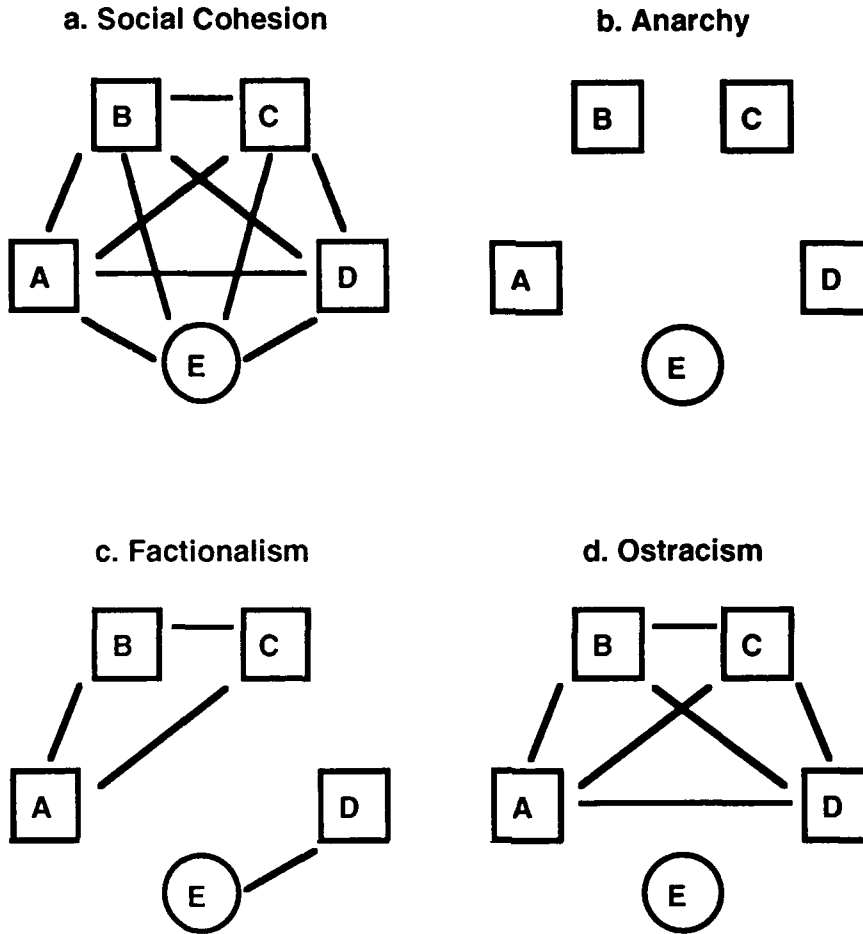 a. Social Cohesion
B C
A D
E
b. Anarchy
B C
A D
E
c. Factionalism
B C
A D
E
d. Ostracism
B C
A D
E